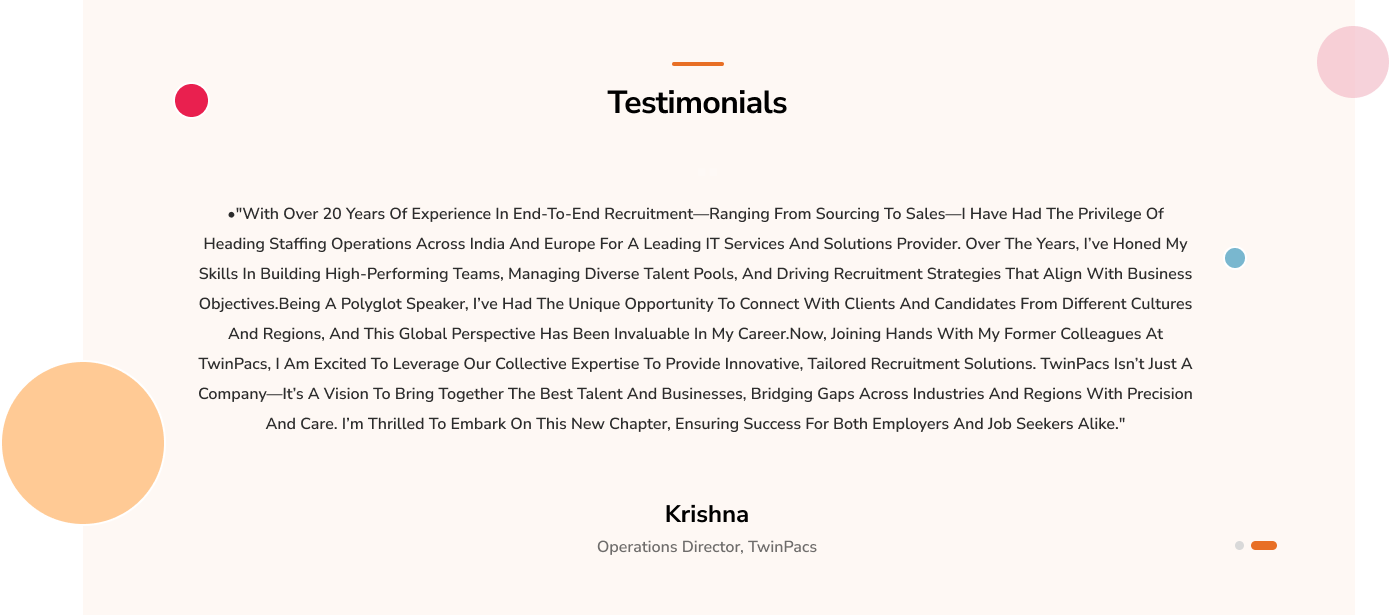 Testimonials
•"With Over 20 Years Of Experience In End-To-End Recruitment—Ranging From Sourcing To Sales—I Have Had The Privilege Of
Heading Staffing Operations Across India And Europe For A Leading IT Services And Solutions Provider. Over The Years, I’ve Honed My
Skills In Building High-Performing Teams, Managing Diverse Talent Pools, And Driving Recruitment Strategies That Align With Business
Objectives.Being A Polyglot Speaker, I’ve Had The Unique Opportunity To Connect With Clients And Candidates From Different Cultures
And Regions, And This Global Perspective Has Been Invaluable In My Career.Now, Joining Hands With My Former Colleagues At
TwinPacs, I Am Excited To Leverage Our Collective Expertise To Provide Innovative, Tailored Recruitment Solutions. TwinPacs Isn’t Just A
Company—It’s A Vision To Bring Together The Best Talent And Businesses, Bridging Gaps Across Industries And Regions With Precision
And Care. I’m Thrilled To Embark On This New Chapter, Ensuring Success For Both Employers And Job Seekers Alike."
Krishna
Operations Director, TwinPacs